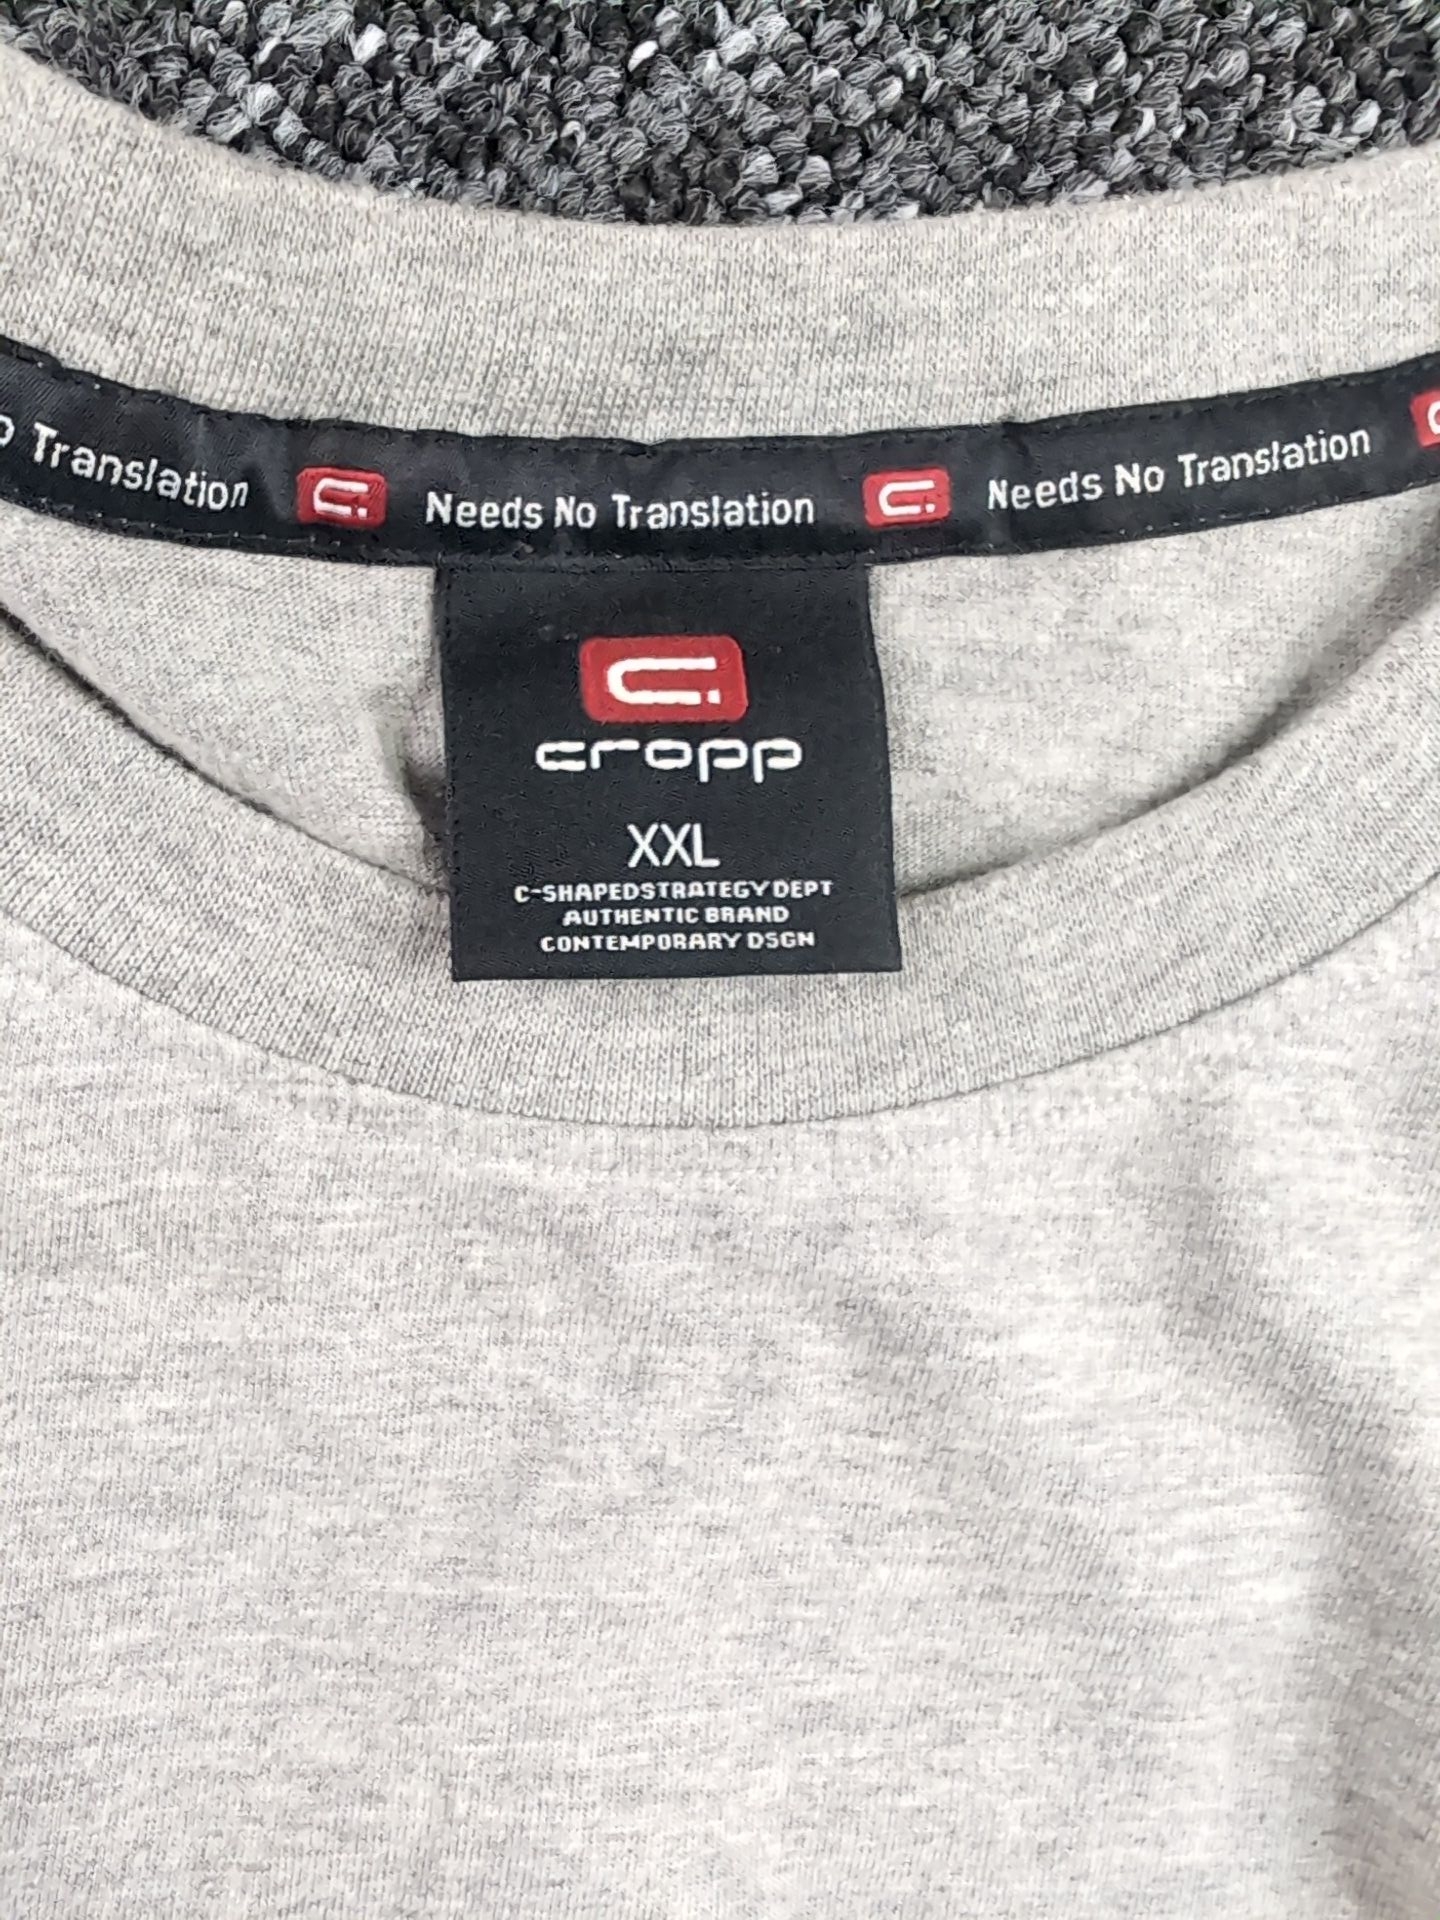 Translation Needs No Translation Needs No Translation
cropp
XXL
C-SHAPEDSTRATEGY DEPT
AUTHENTIC BRAND
CONTEMPORARY DSGN